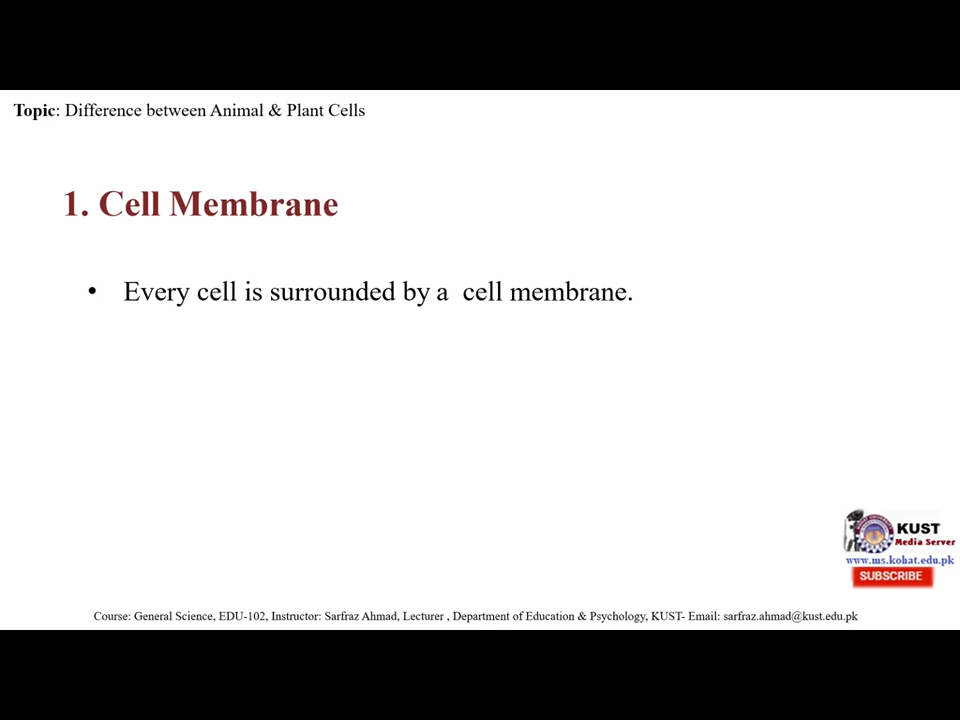 Topic: Difference between Animal & Plant Cells
1. Cell Membrane
• Every cell is surrounded by a cell membrane.
KUST
Media Server
www.ms.kohat.edu.pk
SUBSCRIBE
Course: General Science, EDU-102, Instructor: Sarfraz Ahmad, Lecturer , Department of Education & Psychology, KUST- Email: sarfraz.ahmad@kust.edu.pk